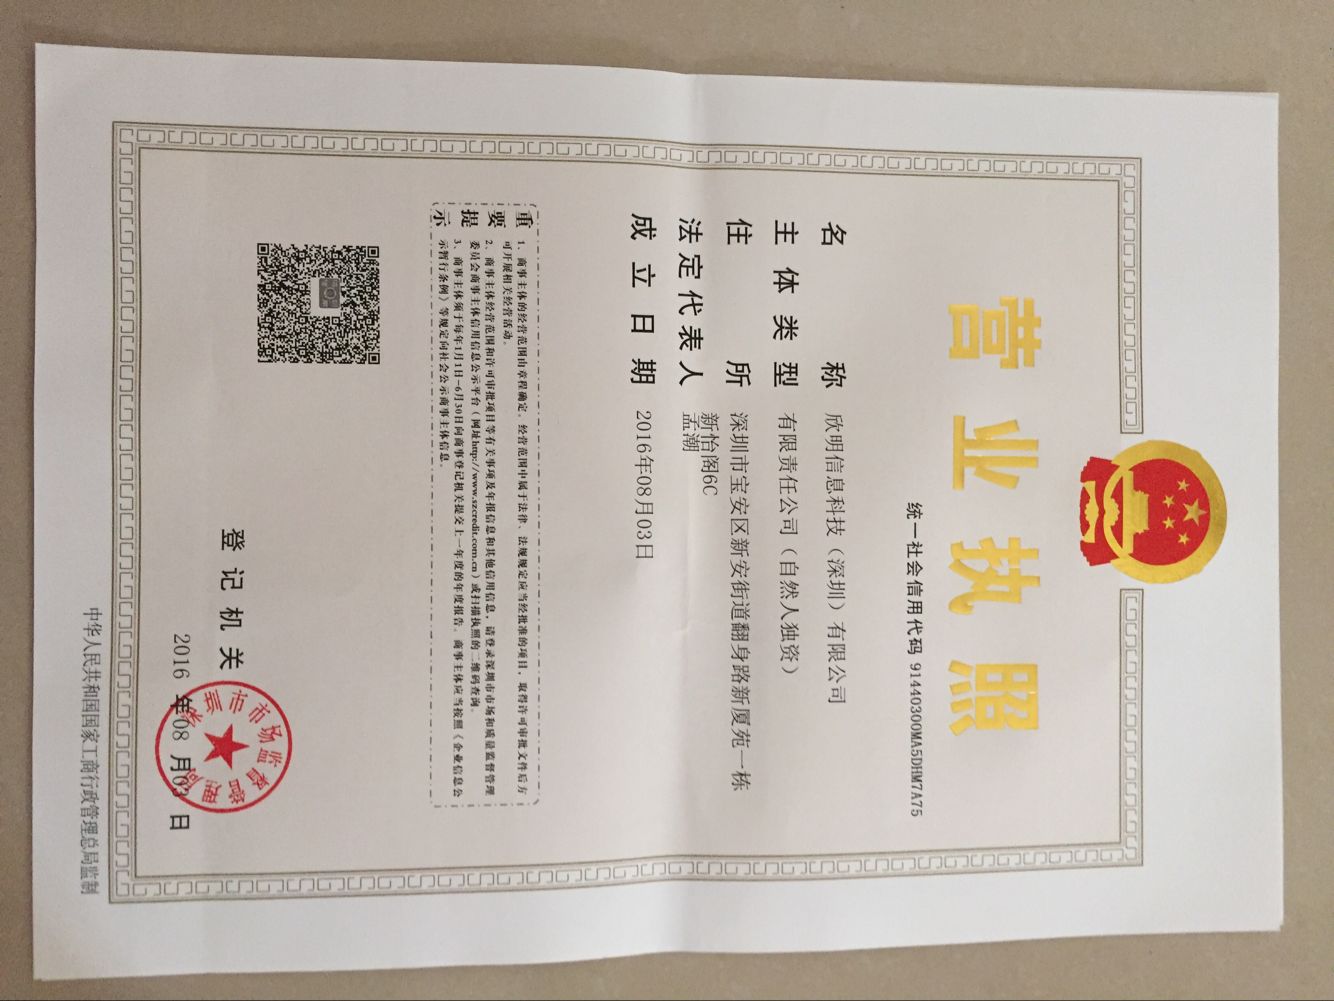 营业执照
统一社会信用代码 91440300MA5DHM7A75
名称 欣明信息科技（深圳）有限公司
主体类型 有限责任公司（自然人独资）
住所 深圳市宝安区新安街道翻身路新厦苑一栋
新怡阁6C
法定代表人 孟潮
成立日期 2016年08月03日
重要提示
1、商事主体的经营范围由章程确定。经营范围中属于法律、法规规定应当经批准的项目，取得许可审批文件后方
可开展相关经营活动。
2、商事主体经营范围和许可审批项目等有关事项及年报信息和其他信用信息，请登录深圳市市场和质量监督管理
委员会商事主体信用信息公示平台（网址http://www.szcredit.com.cn）或扫描执照的二维码查询。
3、商事主体须于每年1月1日-6月30日向商事登记机关提交上一年度的年度报告。商事主体应当按照《企业信息公
示暂行条例》等规定向社会公示商事主体信息。
登记机关
深圳市市场监督管理局
2016 年 08 月 03 日
中华人民共和国国家工商行政管理总局监制